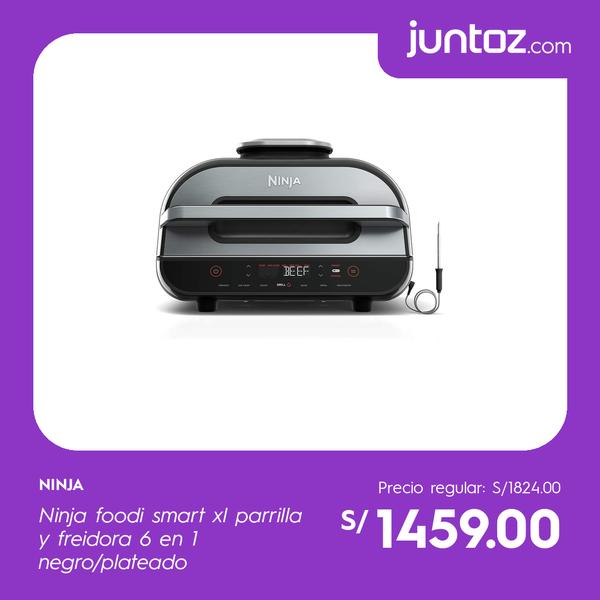 juntoz.com
NINJA
BEEF
GRILL
NINJA
Ninja foodi smart xl parrilla
y freidora 6 en 1
negro/plateado
Precio regular: S/1824.00
S/1459.00